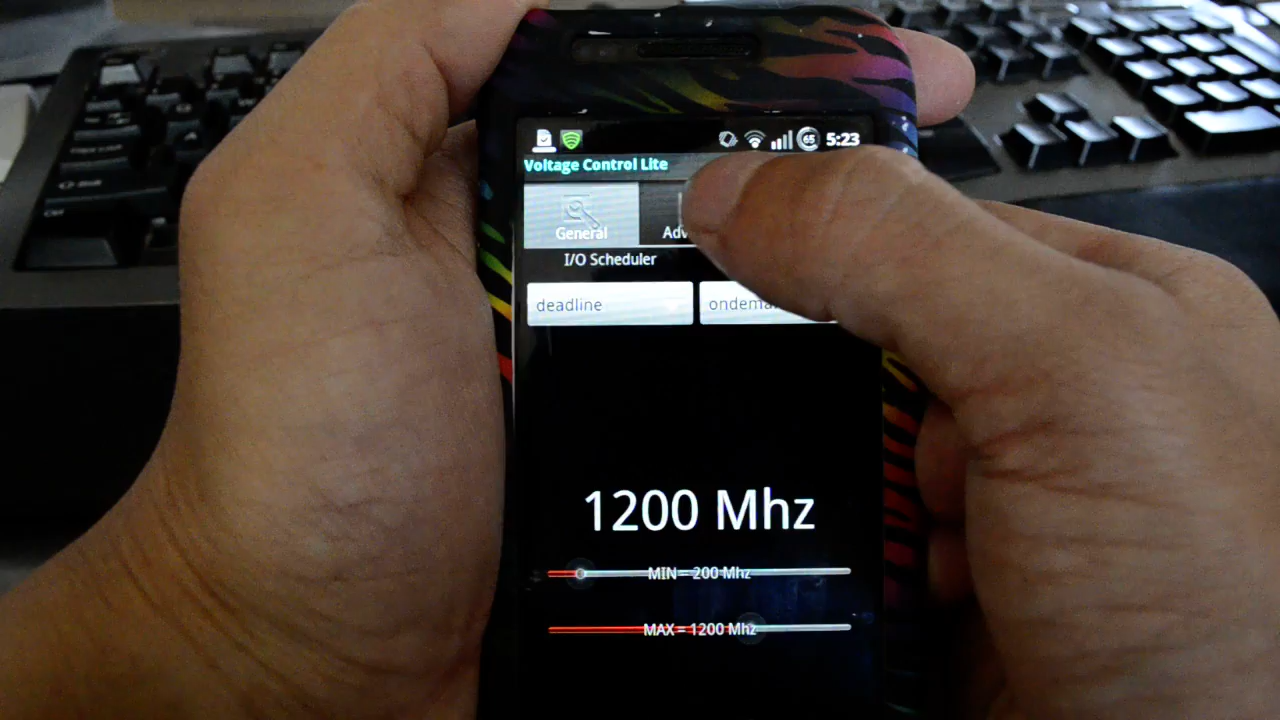 5:23
Voltage Control Lite
General
I/O Scheduler
deadline
1200 Mhz
MIN = 200 Mhz
MAX = 1200 Mhz